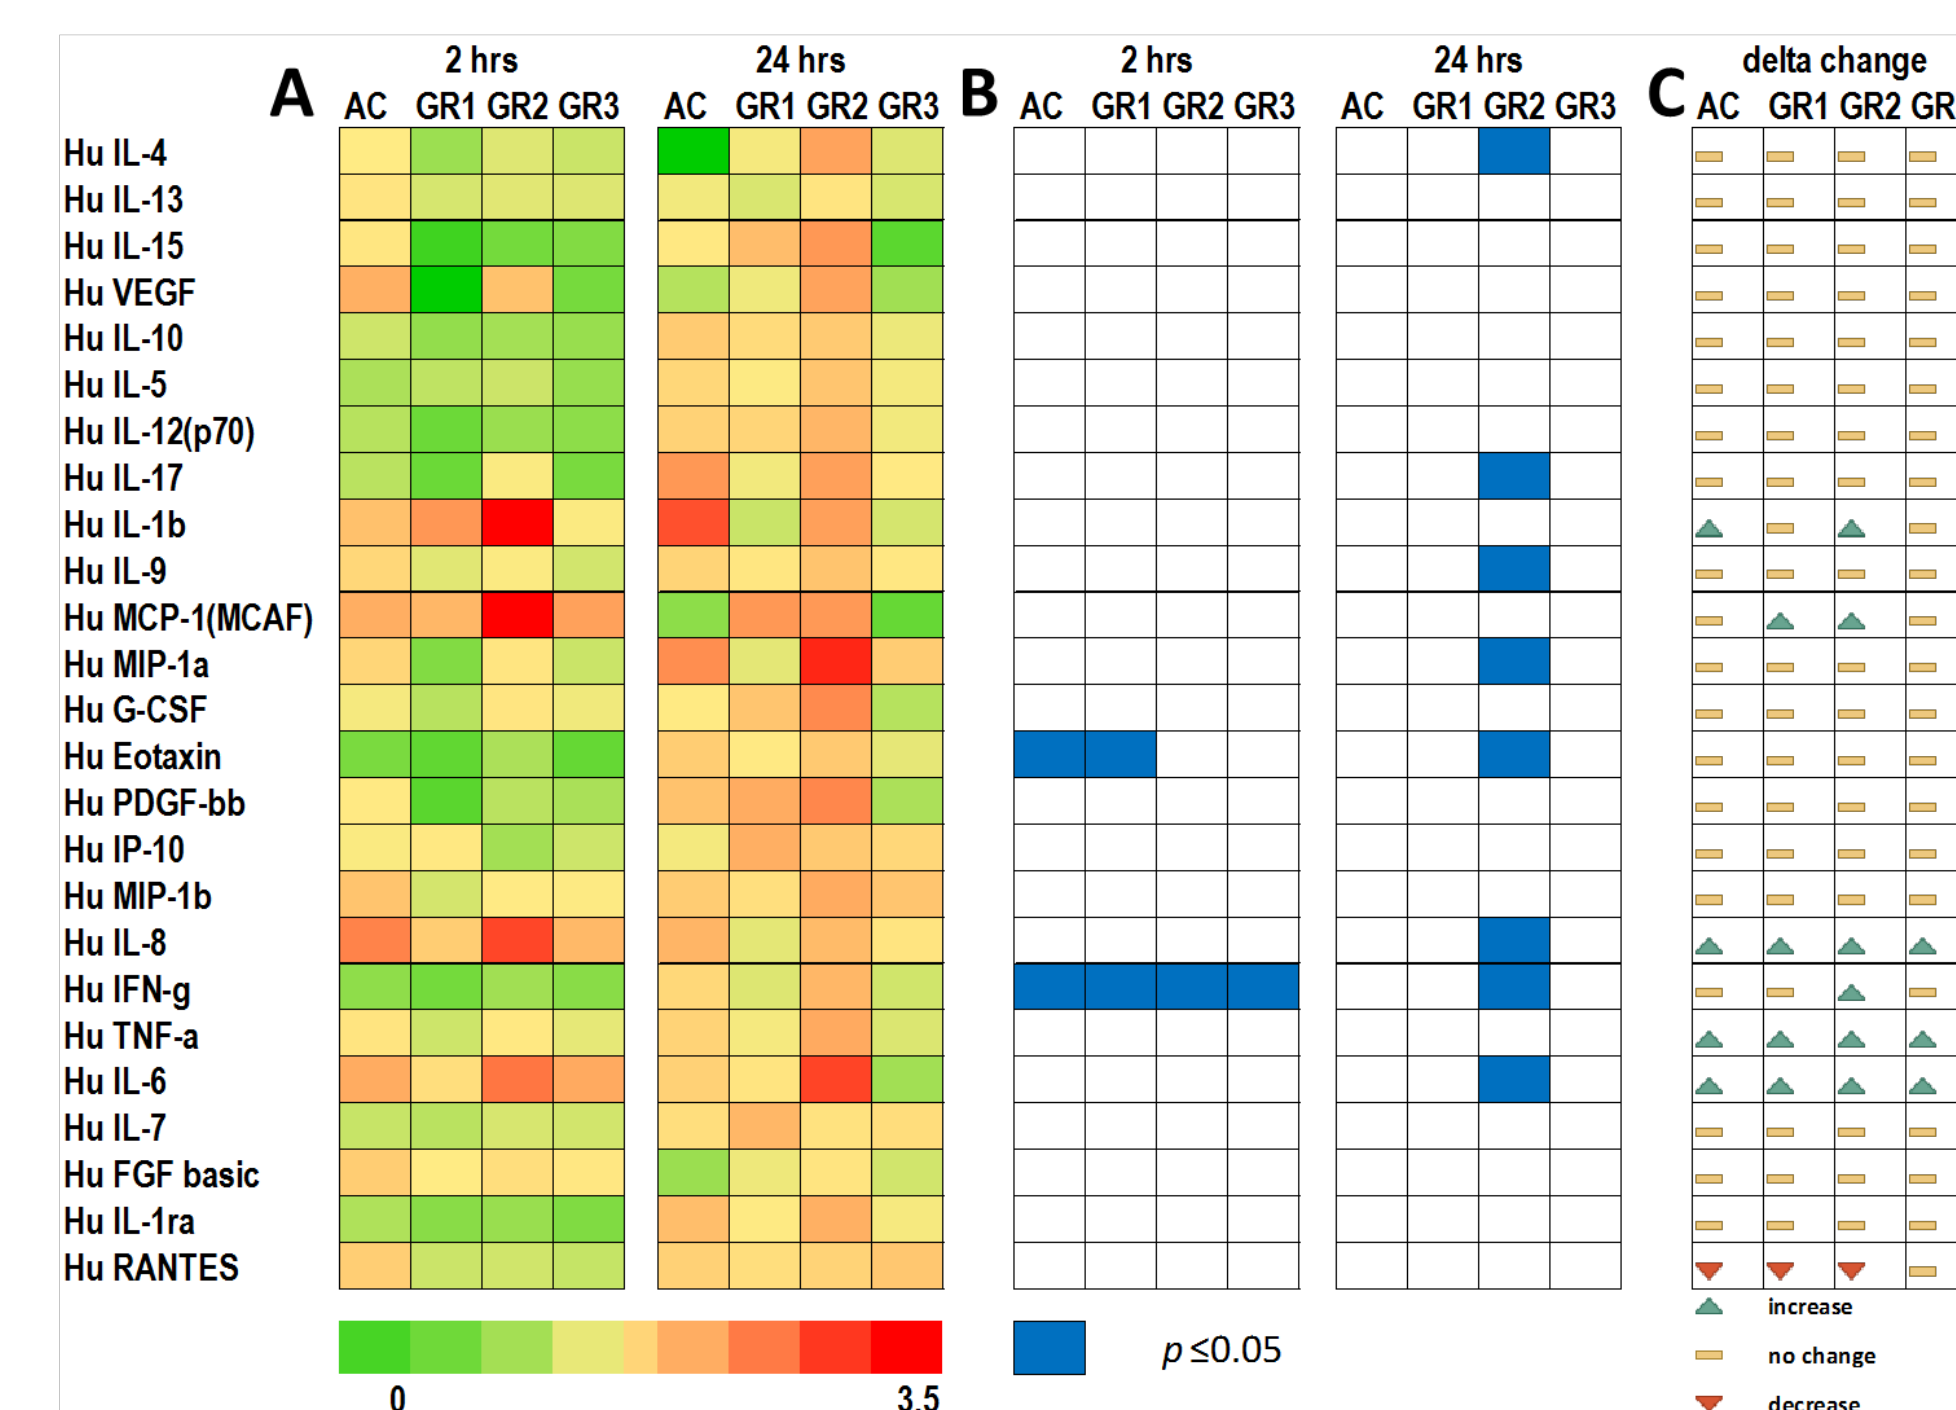 2 hrs 24 hrs 2 hrs 24 hrs delta change
A AC GR1 GR2 GR3 AC GR1 GR2 GR3 B AC GR1 GR2 GR3 AC GR1 GR2 GR3 C AC GR1 GR2 GR
Hu IL-4
Hu IL-13
Hu IL-15
Hu VEGF
Hu IL-10
Hu IL-5
Hu IL-12(p70)
Hu IL-17
Hu IL-1b
Hu IL-9
Hu MCP-1(MCAF)
Hu MIP-1a
Hu G-CSF
Hu Eotaxin
Hu PDGF-bb
Hu IP-10
Hu MIP-1b
Hu IL-8
Hu IFN-g
Hu TNF-a
Hu IL-6
Hu IL-7
Hu FGF basic
Hu IL-1ra
Hu RANTES
increase
p ≤0.05
no change
0 3.5
decrease